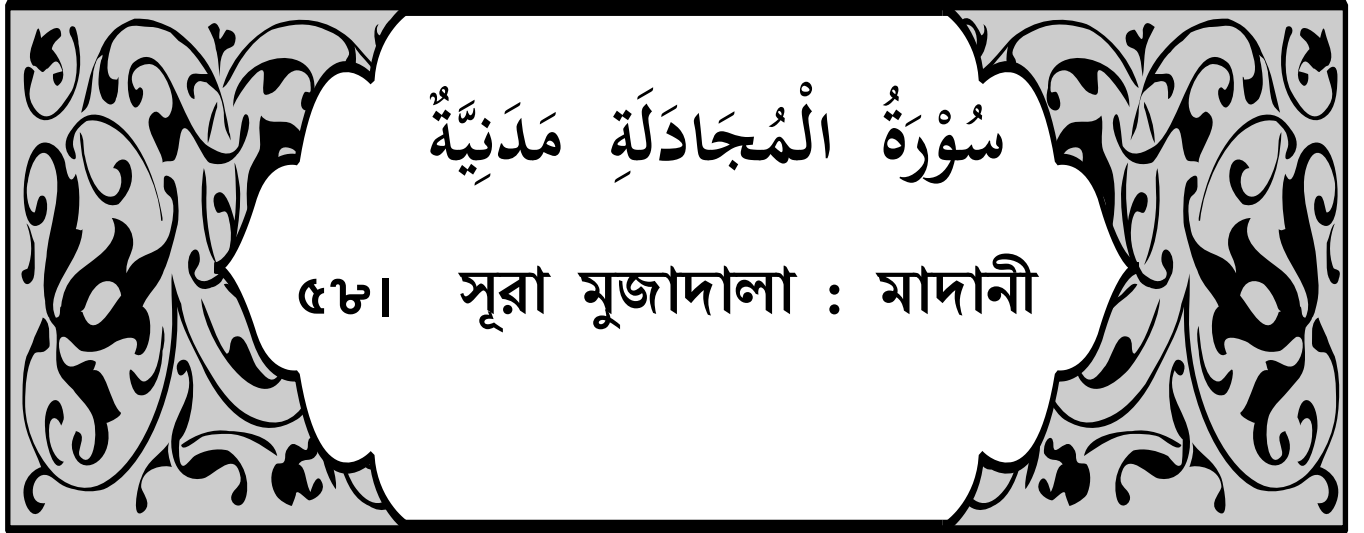 سُوْرَةُ الْمُجَادَلَةِ مَدَنِيَّةٌ
৫৮। সূরা মুজাদালা : মাদানী